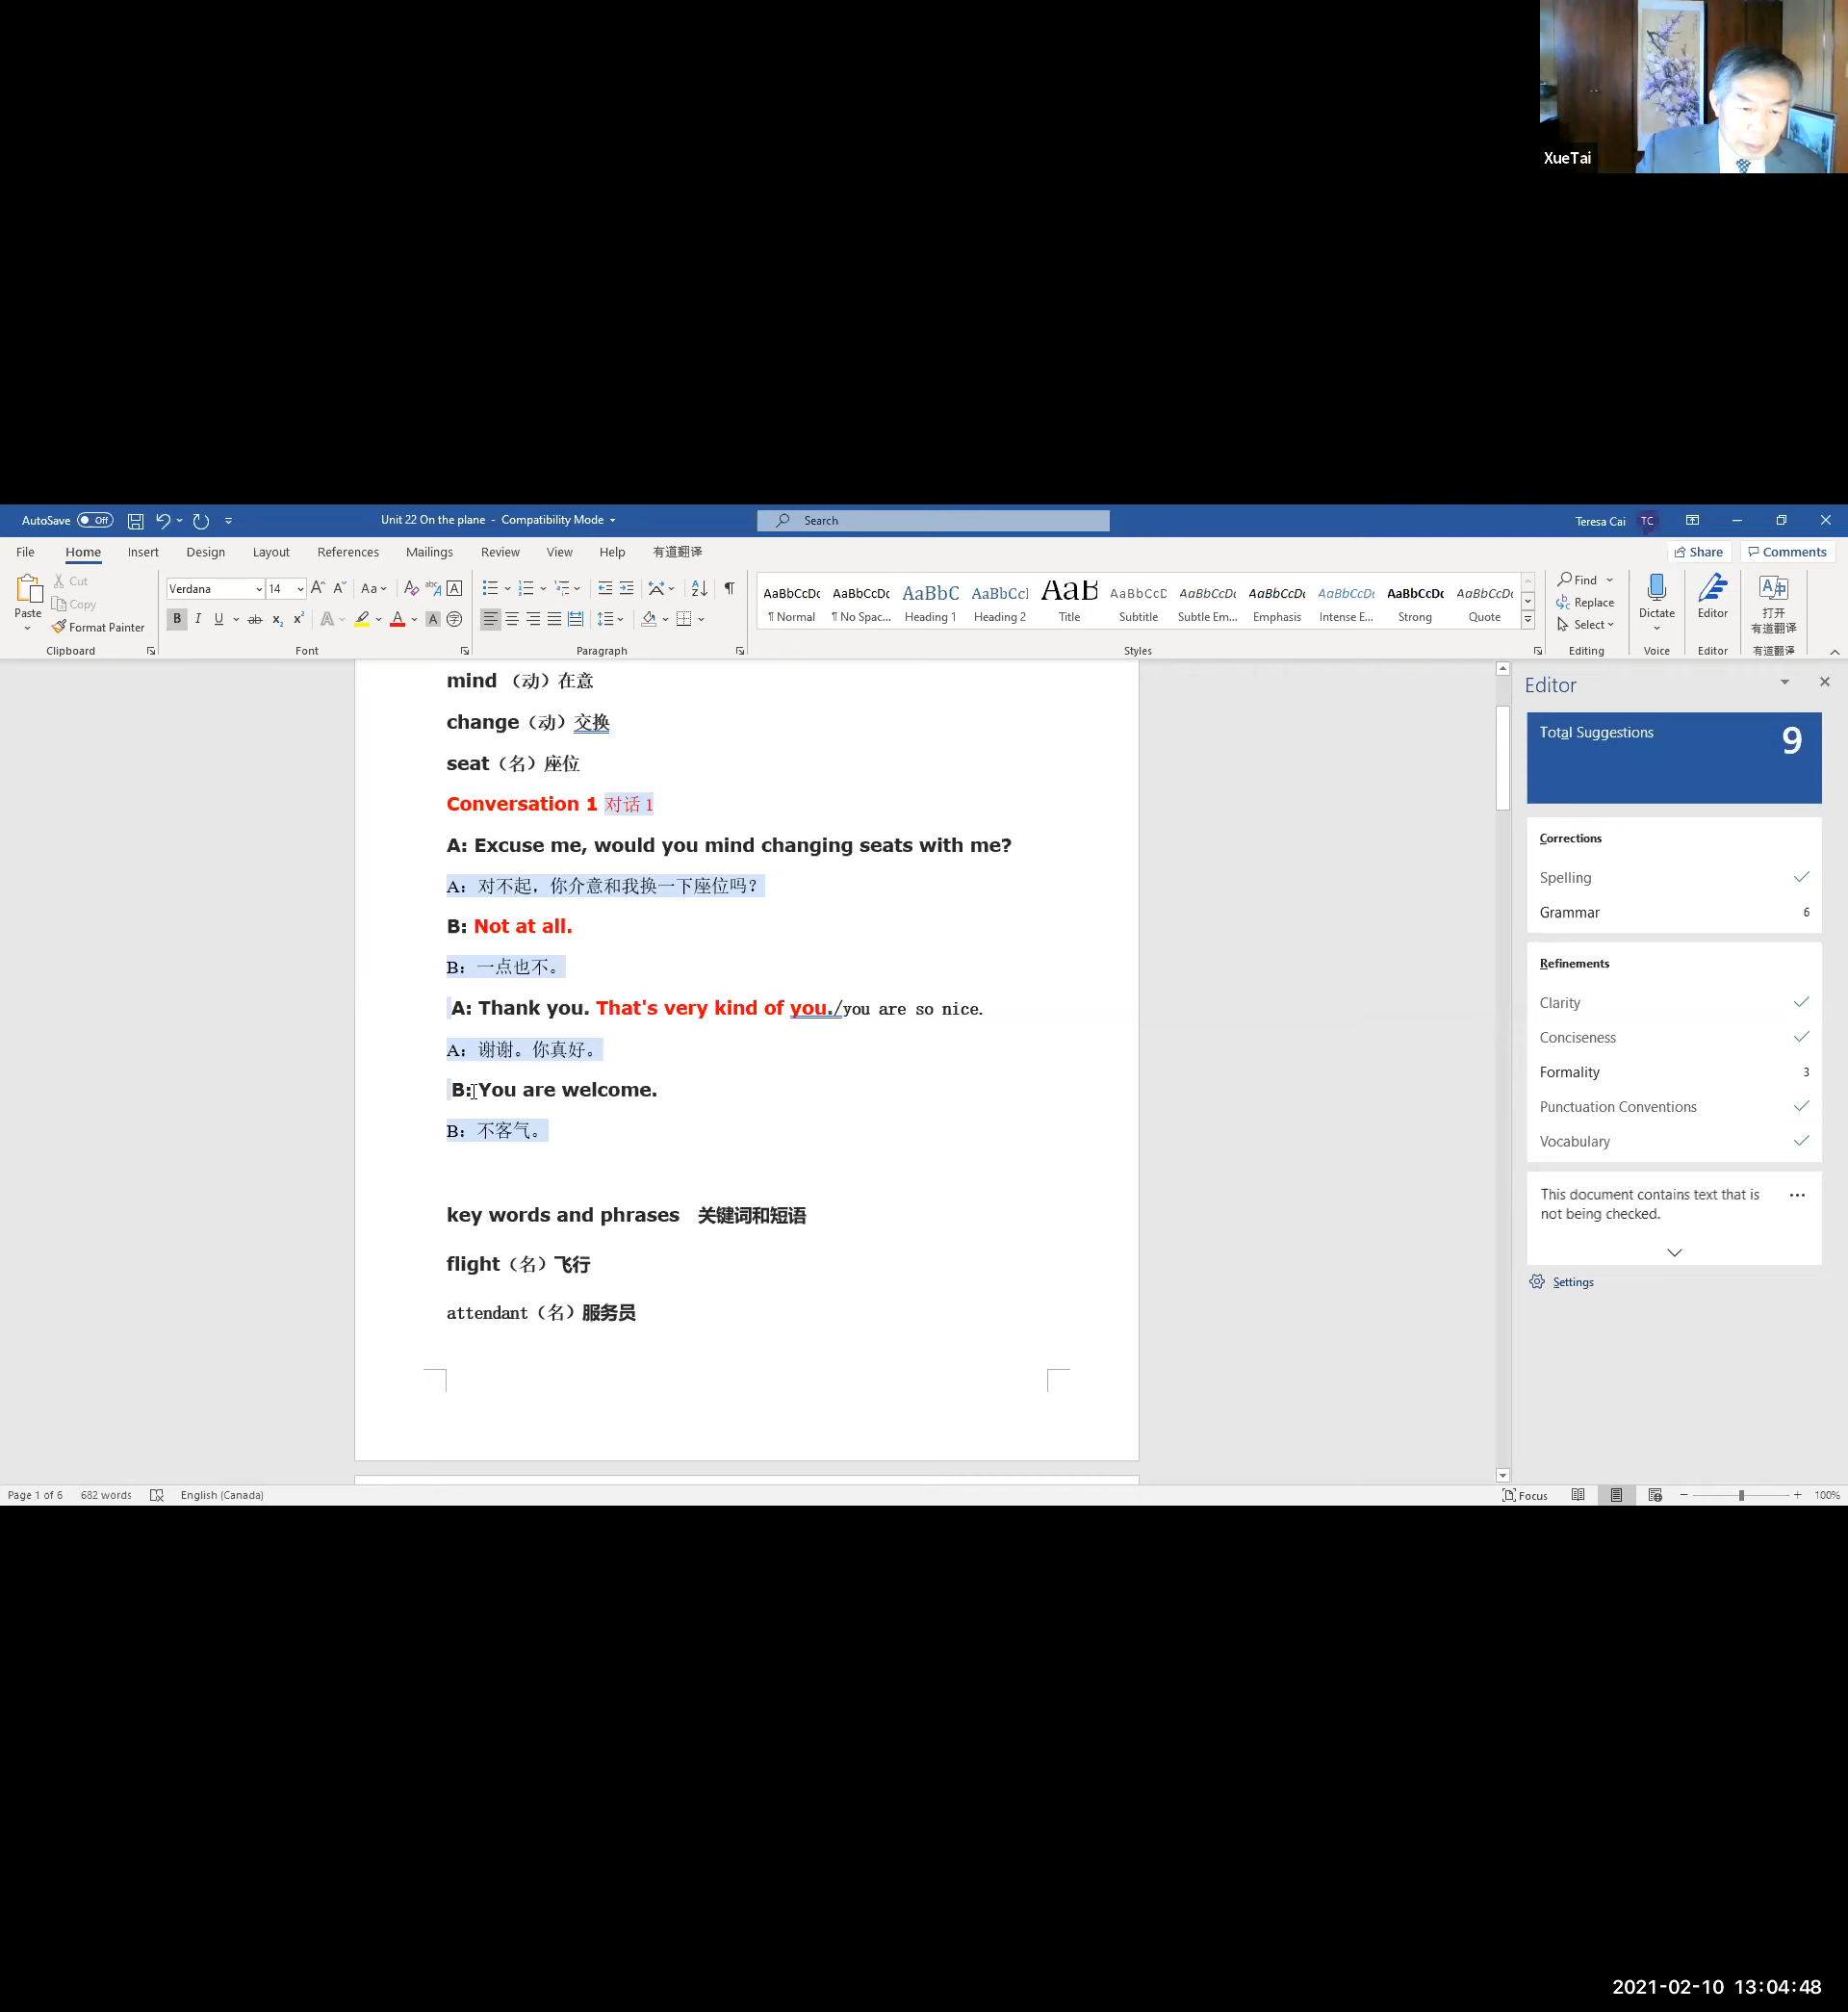 XueTai
AutoSave Off
Unit 22 On the plane - Compatibility Mode
Search
Teresa Cai TC
File Home Insert Design Layout References Mailings Review View Help 有道翻译
Share Comments
Paste
Cut
Copy
Format Painter
Clipboard
Verdana 14
Font
Paragraph
AaBbCcDc AaBbCcDc AaBbC AaBbCcl AaB AaBbCcD AaBbCcDc AaBbCcDc AaBbCcDc AaBbCcDc AaBbCcDc
¶ Normal ¶ No Spac... Heading 1 Heading 2 Title Subtitle Subtle Em... Emphasis Intense E... Strong Quote
Styles
Find
Replace
Select
Editing
Dictate
Voice
Editor
Editor
打开
有道翻译
有道翻译
mind （动）在意
change（动）交换
seat（名）座位
Conversation 1 对话 1
A: Excuse me, would you mind changing seats with me?
A：对不起，你介意和我换一下座位吗？
B: Not at all.
B：一点也不。
A: Thank you. That's very kind of you./you are so nice.
A：谢谢。你真好。
B: You are welcome.
B：不客气。
key words and phrases 关键词和短语
flight（名）飞行
attendant（名）服务员
Editor
Total Suggestions 9
Corrections
Spelling
Grammar 6
Refinements
Clarity
Conciseness
Formality 3
Punctuation Conventions
Vocabulary
This document contains text that is
not being checked.
Settings
Page 1 of 6 682 words English (Canada)
Focus 100%
2021-02-10 13:04:48